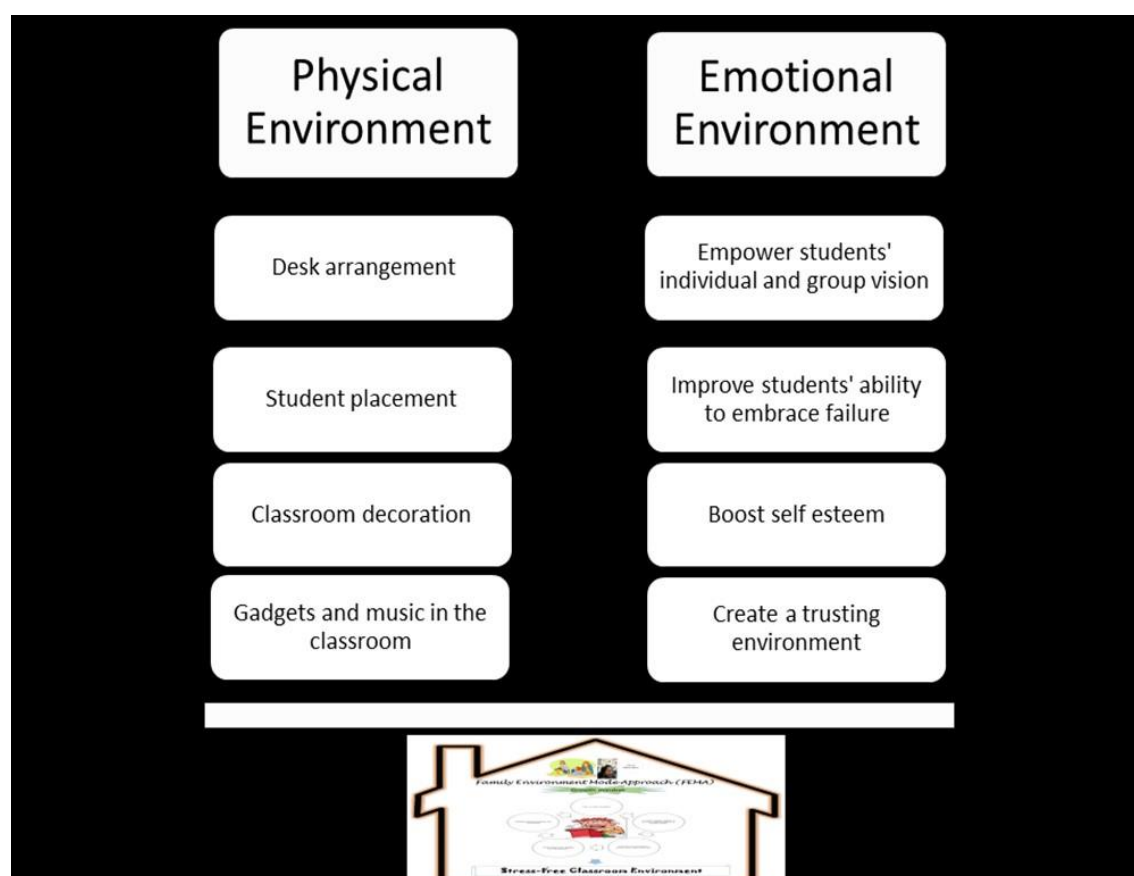 Physical
Environment
Desk arrangement
Student placement
Classroom decoration
Gadgets and music in the
classroom
Emotional
Environment
Empower students'
individual and group vision
Improve students' ability
to embrace failure
Boost self esteem
Create a trusting
environment
Family Environment Mode Approach (FEMA)
Stress-Free Classroom Environment